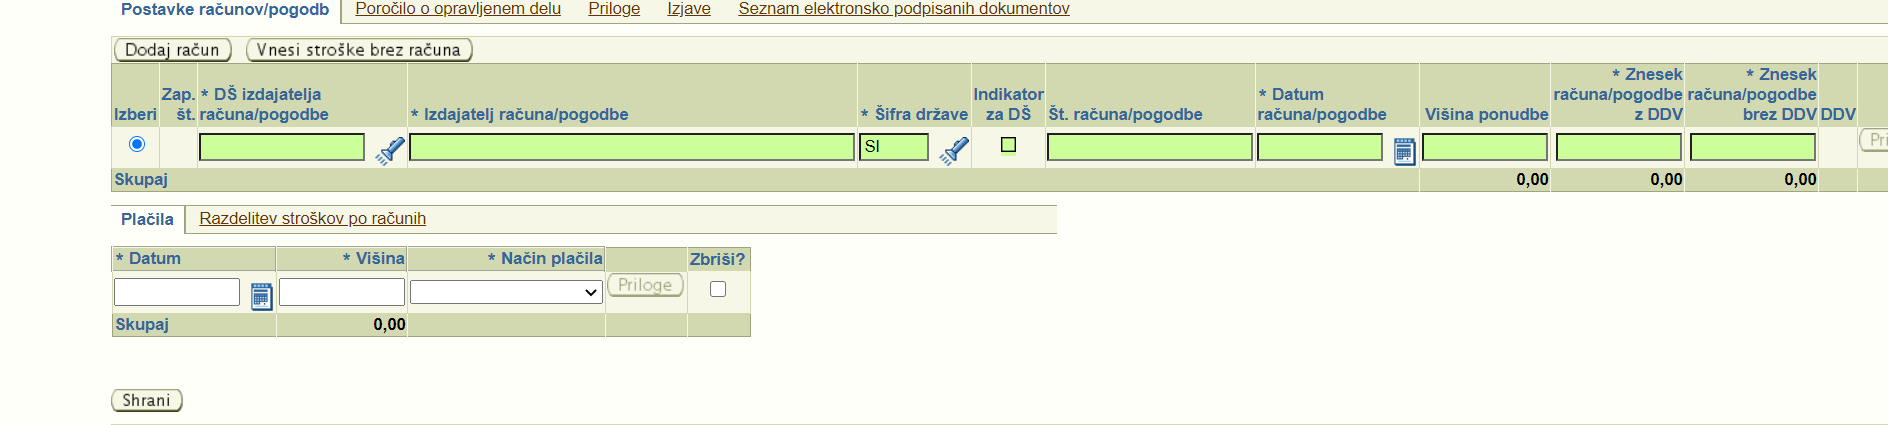 Postavke računov/pogodb Poročilo o opravljenem delu Priloge Izjave Seznam elektronsko podpisanih dokumentov
Dodaj račun Vnesi stroške brez računa
Izberi Zap. št. * DŠ izdajatelja računa/pogodbe * Izdajatelj računa/pogodbe * Šifra države Indikator za DŠ Št. računa/pogodbe * Datum računa/pogodbe Višina ponudbe * Znesek računa/pogodbe z DDV * Znesek računa/pogodbe brez DDV DDV
SI Pri
Skupaj 0,00 0,00 0,00
Plačila Razdelitev stroškov po računih
* Datum * Višina * Način plačila Zbriši?
Priloge
Skupaj 0,00
Shrani